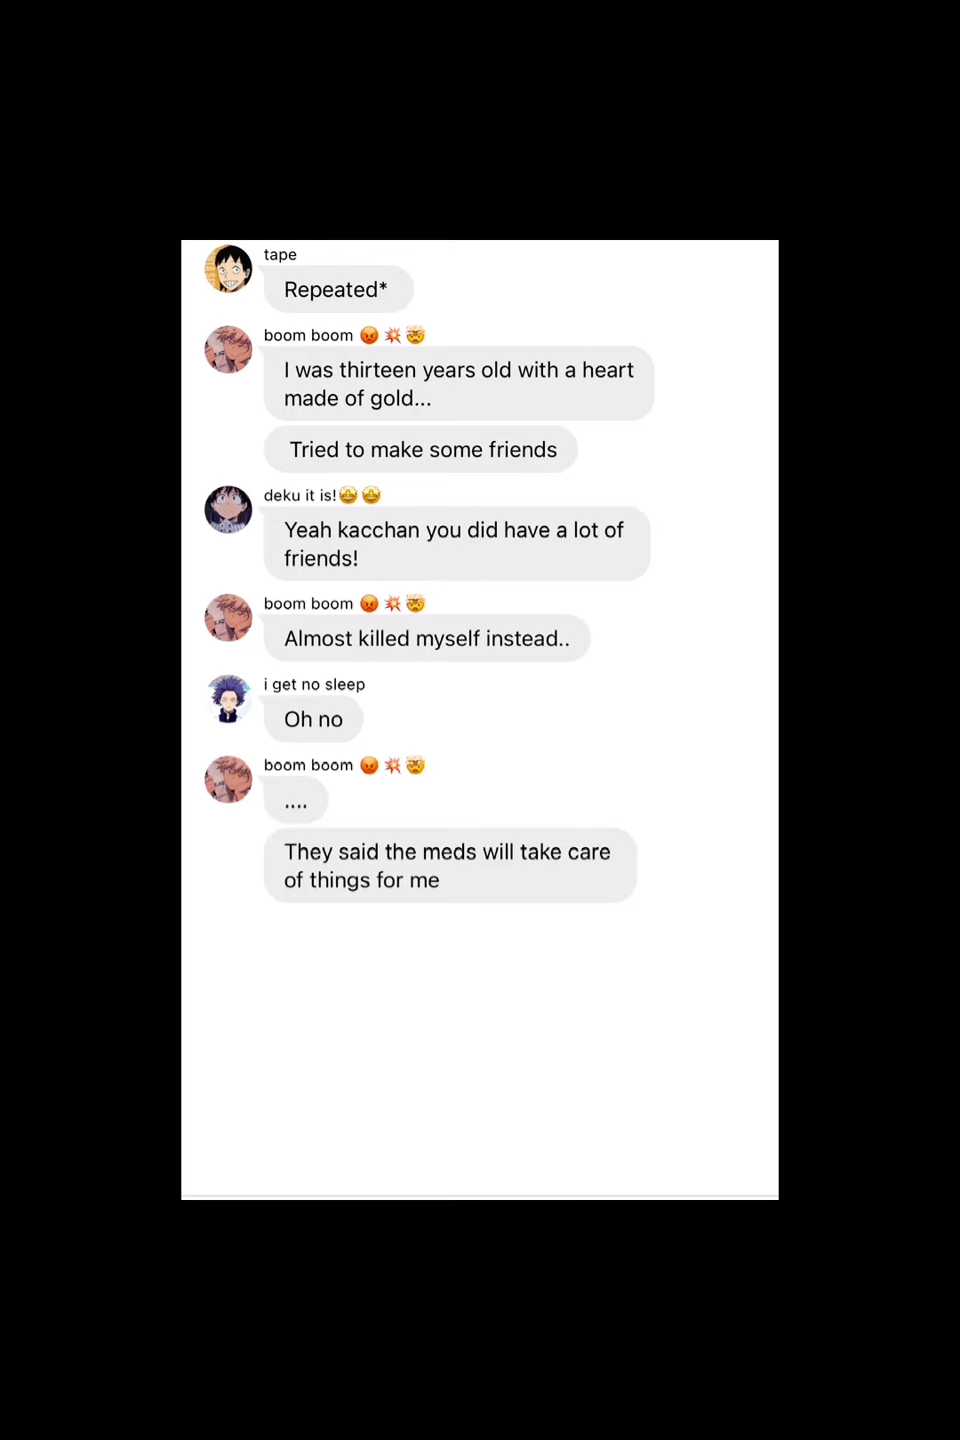 tape
Repeated*
boom boom 😡 💥 🤯
I was thirteen years old with a heart
made of gold...
Tried to make some friends
deku it is!🤩 🤩
Yeah kacchan you did have a lot of
friends!
boom boom 😡 💥 🤯
Almost killed myself instead..
i get no sleep
Oh no
boom boom 😡 💥 🤯
....
They said the meds will take care
of things for me